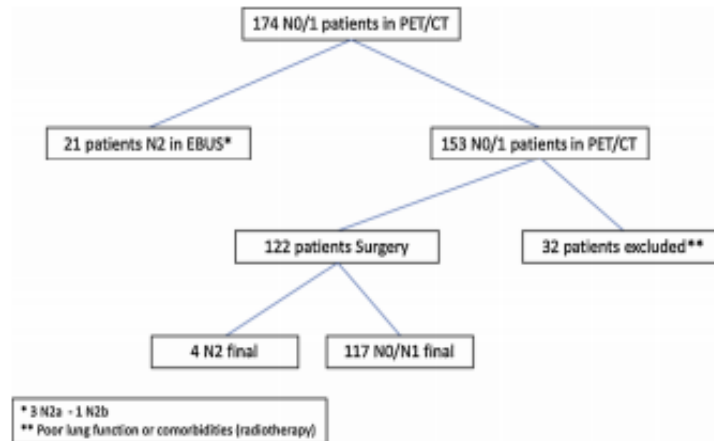 174 N0/1 patients in PET/CT
21 patients N2 in EBUS*
153 N0/1 patients in PET/CT
122 patients Surgery
32 patients excluded**
4 N2 final
117 N0/N1 final
* 3 N2a - 1 N2b
** Poor lung function or comorbidities (radiotherapy)